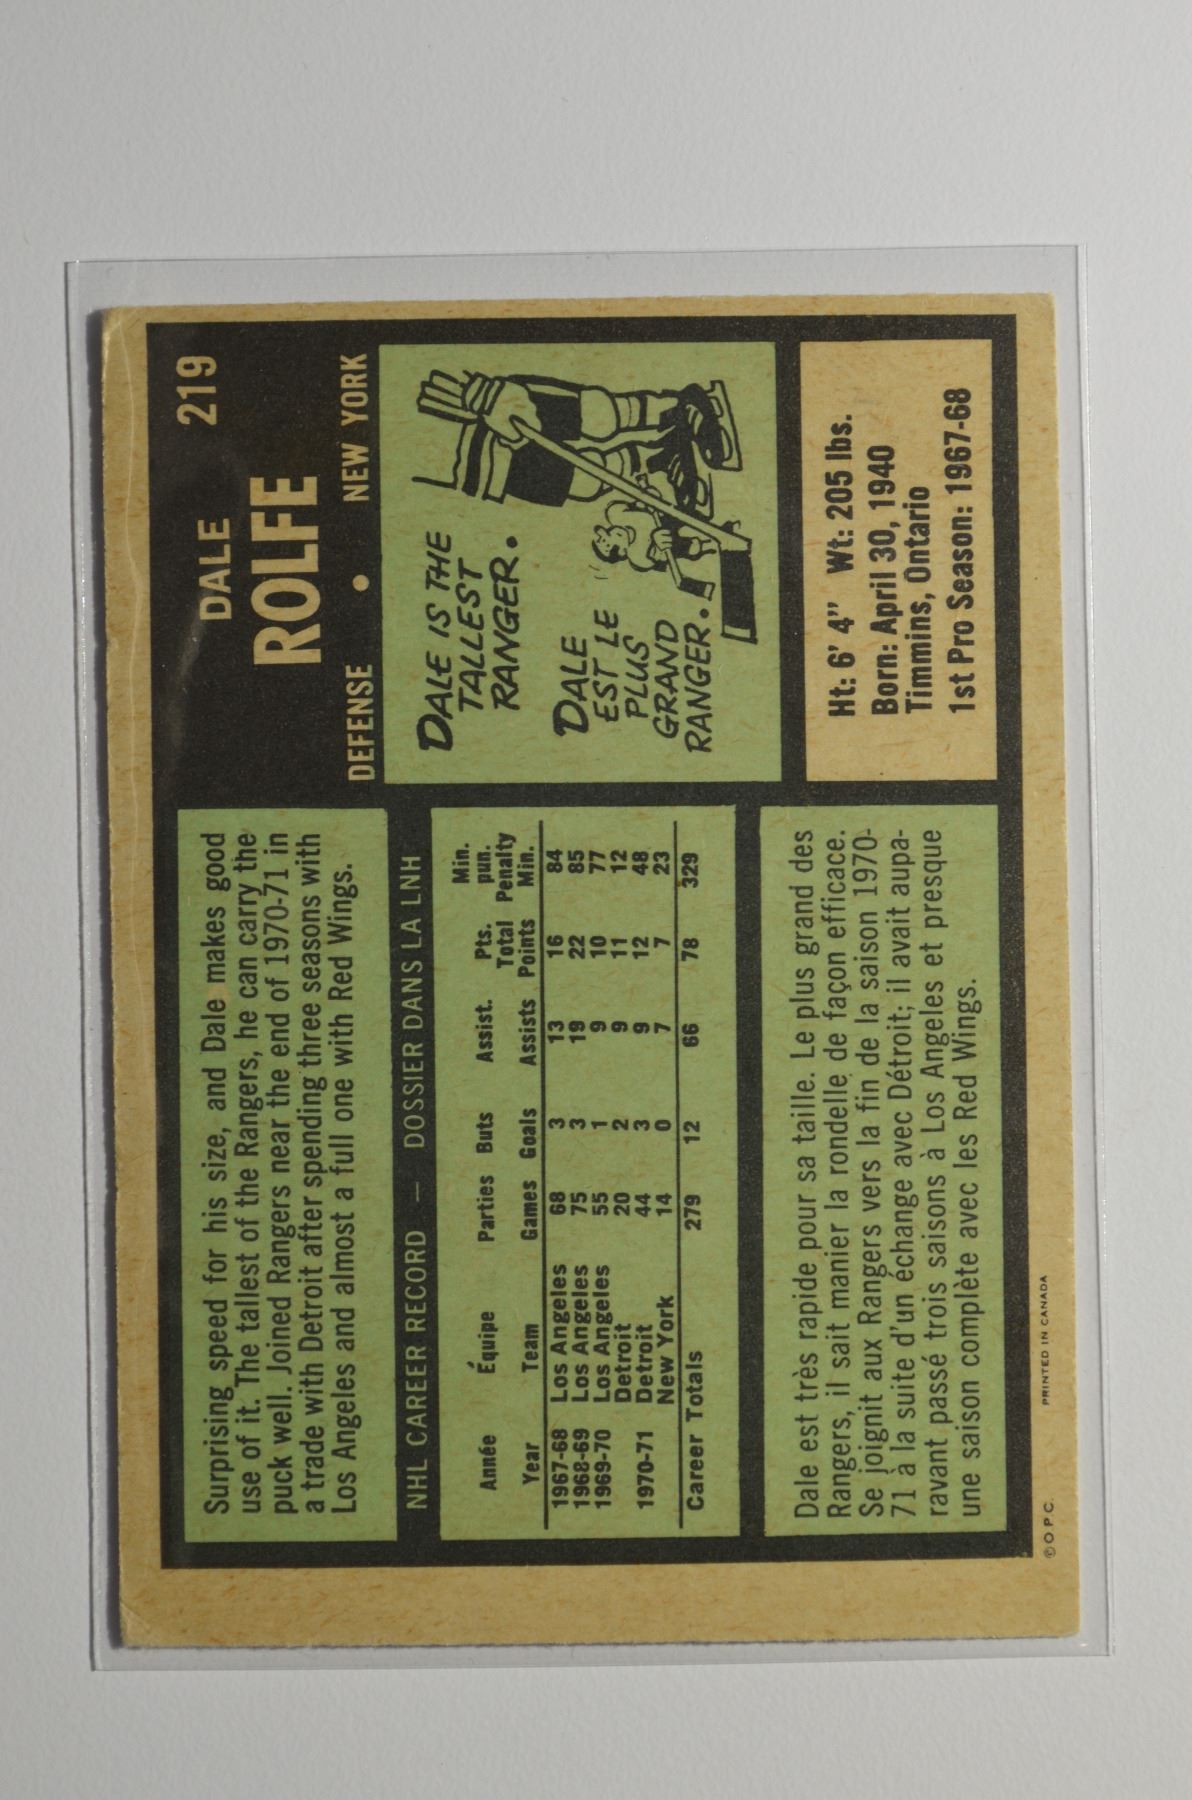 Surprising speed for his size, and Dale makes good
use of it. The tallest of the Rangers, he can carry the
puck well. Joined Rangers near the end of 1970-71 in
a trade with Detroit after spending three seasons with
Los Angeles and almost a full one with Red Wings.
DALE 219
ROLFE
DEFENSE • NEW YORK
NHL CAREER RECORD — DOSSIER DANS LA LNH
Année Équipe Parties Buts Assist. Pts. Min. pun.
Year Team Games Goals Assists Total Points Penalty Min.
1967-68 Los Angeles 68 3 13 16 84
1968-69 Los Angeles 75 3 19 22 85
1969-70 Los Angeles 55 1 9 10 77
Detroit 20 2 9 11 12
1970-71 Detroit 44 3 9 12 48
New York 14 0 7 7 23
Career Totals 279 12 66 78 329
DALE IS THE
TALLEST
RANGER.
DALE
EST LE
PLUS
GRAND
RANGER.
Dale est très rapide pour sa taille. Le plus grand des
Rangers, il sait manier la rondelle de façon efficace.
Se joignit aux Rangers vers la fin de la saison 1970-
71 à la suite d'un échange avec Détroit; il avait aupa-
ravant passé trois saisons à Los Angeles et presque
une saison complète avec les Red Wings.
Ht: 6' 4" Wt: 205 lbs.
Born: April 30, 1940
Timmins, Ontario
1st Pro Season: 1967-68
©O.P.C. PRINTED IN CANADA